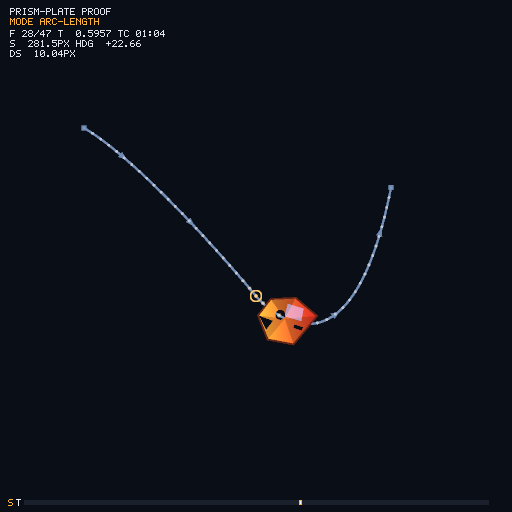 PRISM-PLATE PROOF
MODE ARC-LENGTH
F 28/47 T  0.5957 TC 01:04
S  281.5PX HDG  +22.66
DS  10.04PX
ST